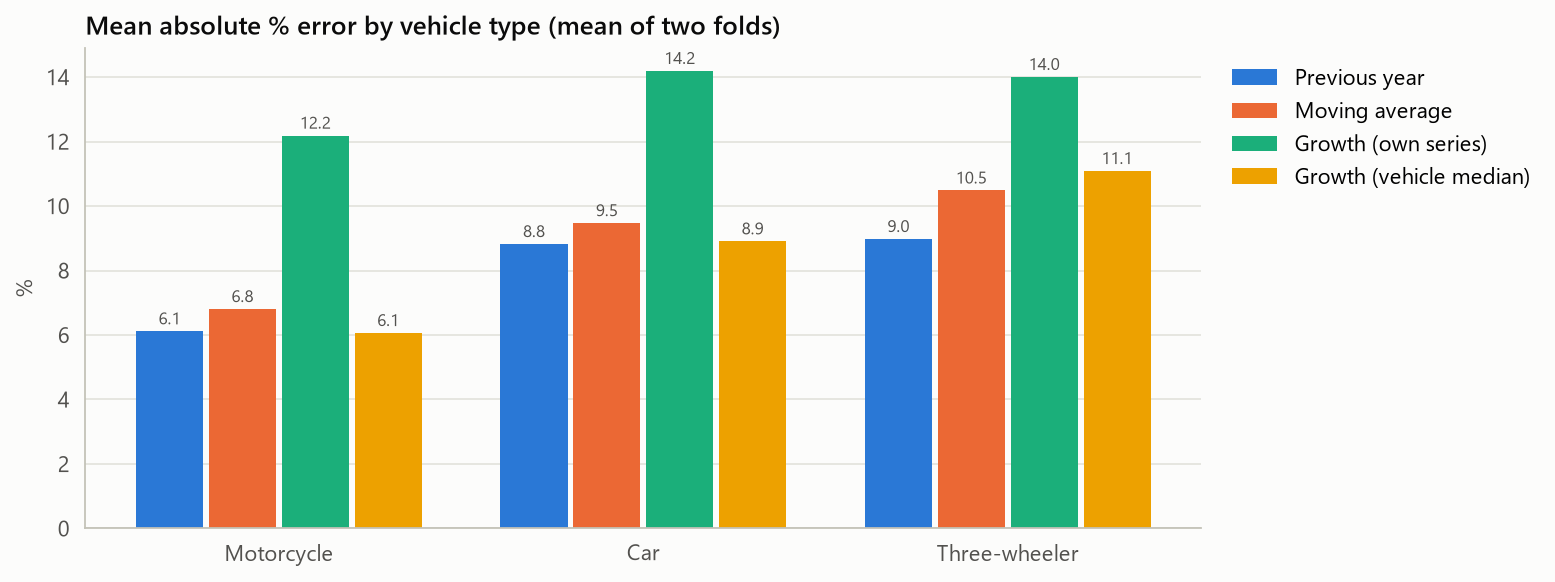 Mean absolute % error by vehicle type (mean of two folds)
14
12
10
8
6
4
2
0
%
6.1
6.8
12.2
6.1
8.8
9.5
14.2
8.9
9.0
10.5
14.0
11.1
Motorcycle
Car
Three-wheeler
Previous year
Moving average
Growth (own series)
Growth (vehicle median)